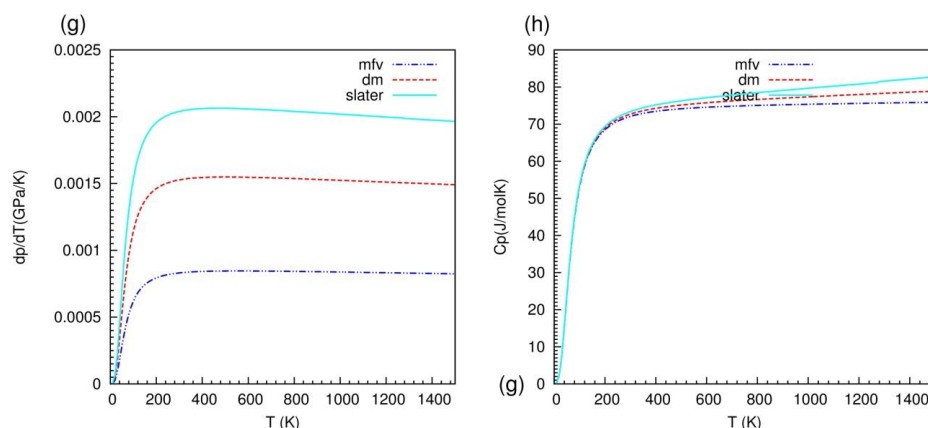 (g)
0.0025
0.002
0.0015
0.001
0.0005
0
dp/dT(GPa/K)
mfv
dm
slater
0 200 400 600 800 1000 1200 1400
T (K)
(h)
90
80
70
60
50
40
30
20
10
0
Cp(J/molK)
mfv
dm
slater
(g)
0 200 400 600 800 1000 1200 1400
T (K)